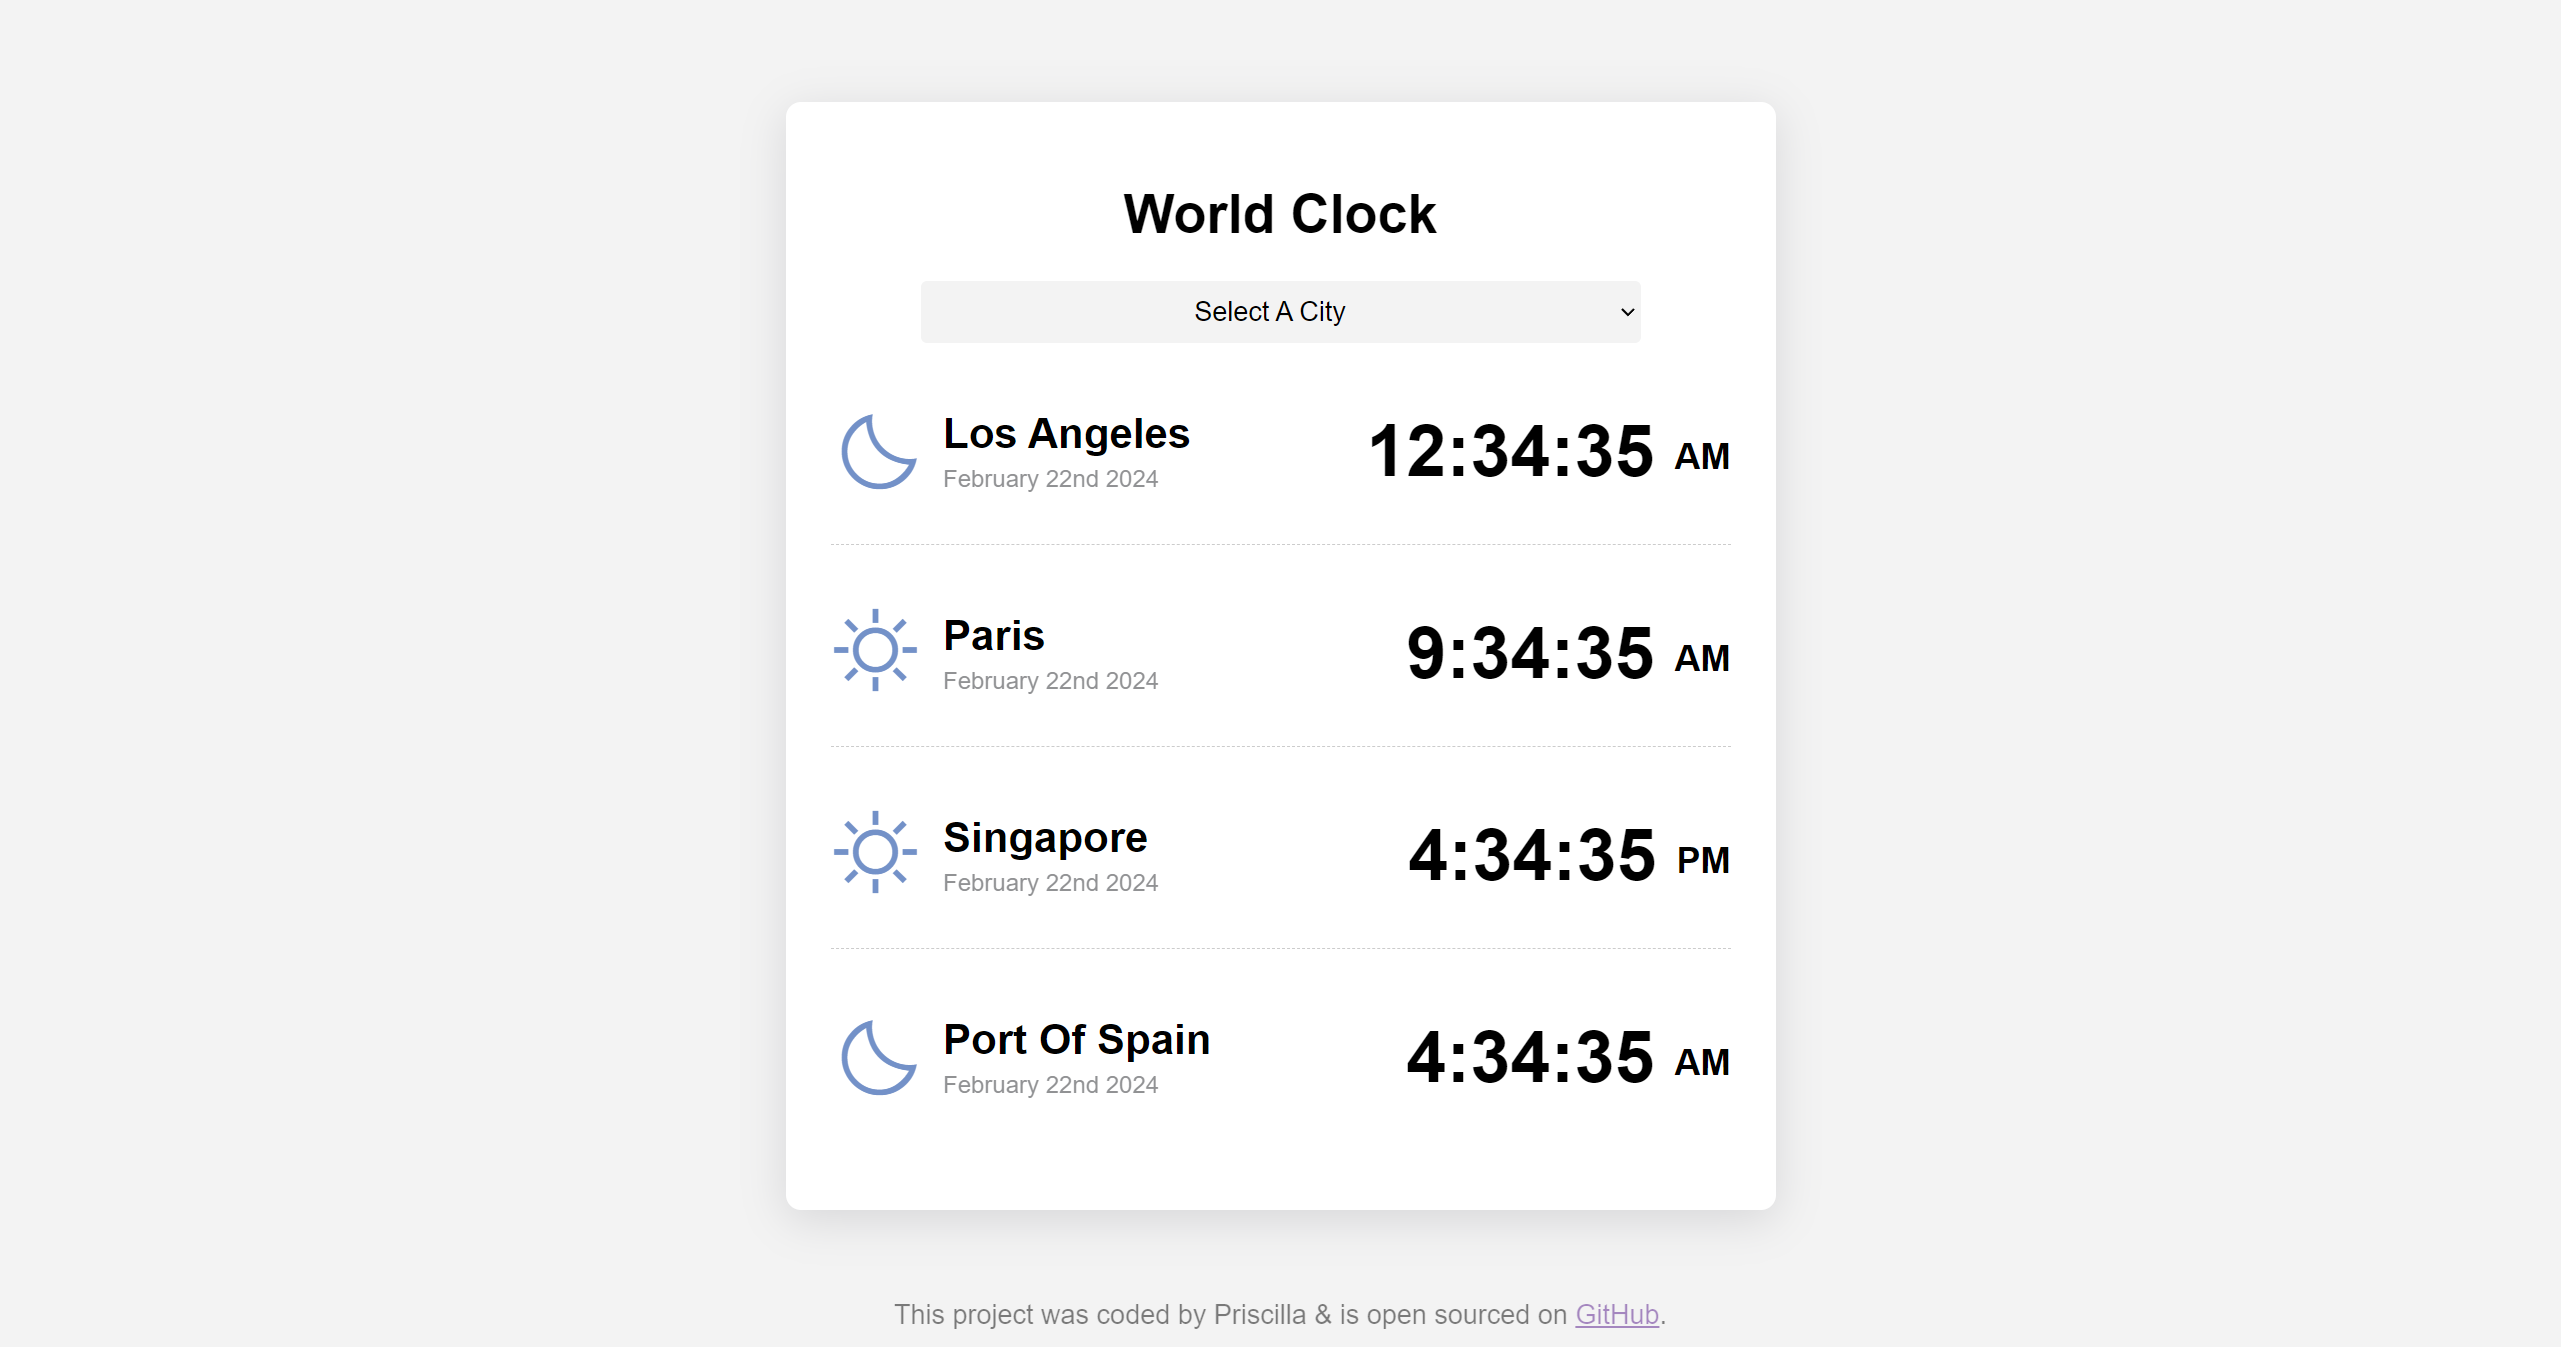 World Clock
Select A City
Los Angeles
February 22nd 2024
12:34:35 AM
Paris
February 22nd 2024
9:34:35 AM
Singapore
February 22nd 2024
4:34:35 PM
Port Of Spain
February 22nd 2024
4:34:35 AM
This project was coded by Priscilla & is open sourced on GitHub.